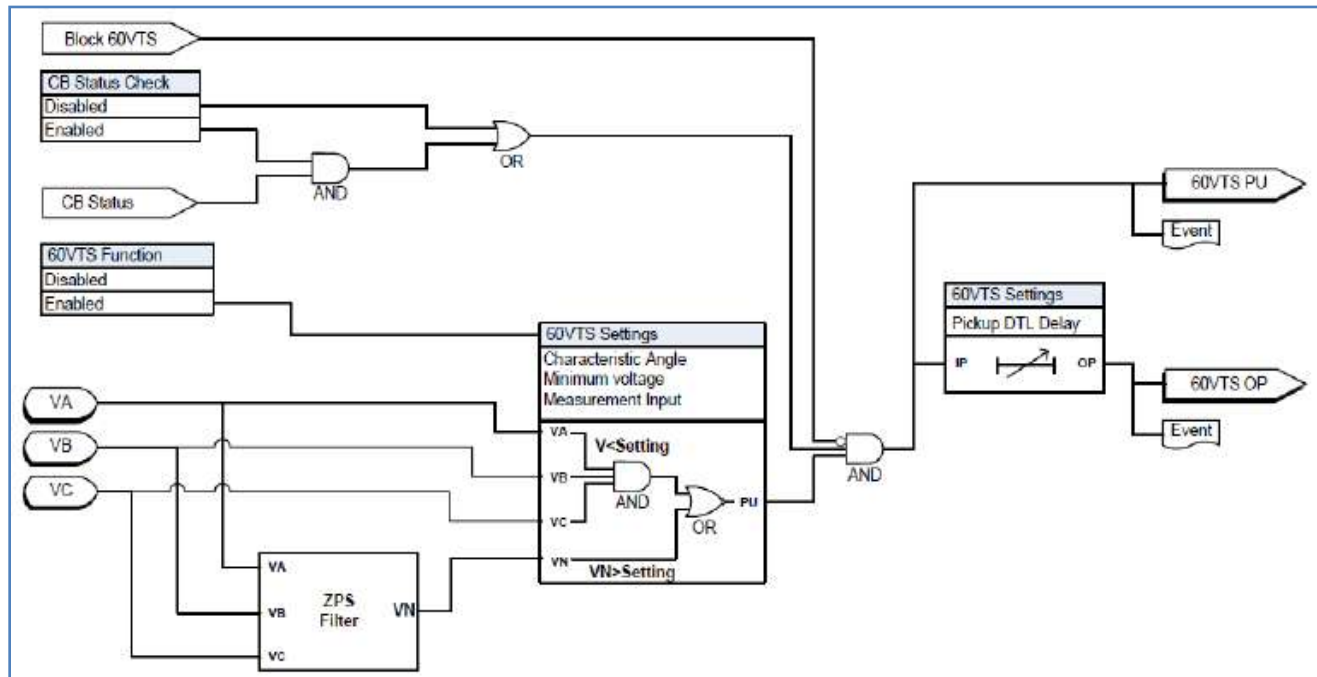 Block 60VTS
CB Status Check
Disabled
Enabled
OR
AND
CB Status
60VTS PU
Event
60VTS Function
Disabled
Enabled
60VTS Settings
Pickup DTL Delay
IP
OP
60VTS Settings
Characteristic Angle
Minimum voltage
Measurement Input
60VTS OP
Event
VA
VB
VC
VA
V<Setting
VB
AND
VC
OR
PU
VN
VN>Setting
AND
VA
ZPS
Filter
VB
VN
VC